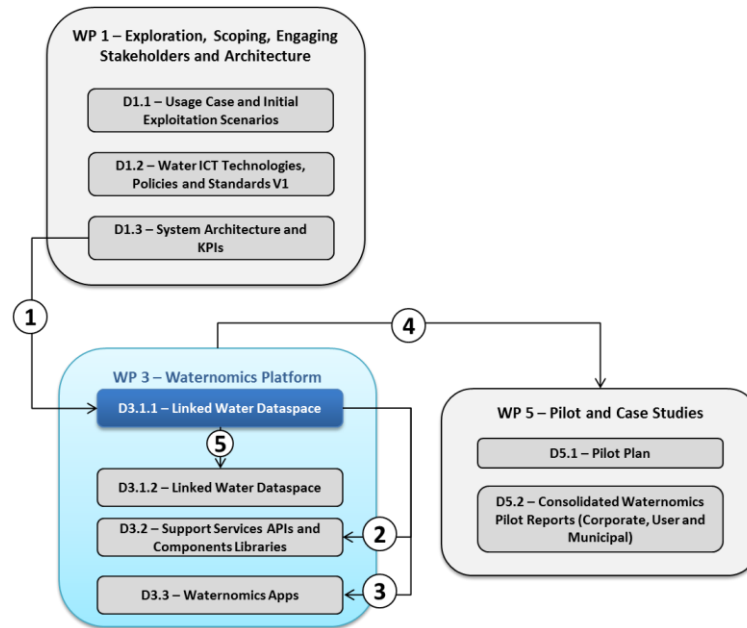 WP 1 – Exploration, Scoping, Engaging
Stakeholders and Architecture
D1.1 – Usage Case and Initial
Exploitation Scenarios
D1.2 – Water ICT Technologies,
Policies and Standards V1
D1.3 – System Architecture and
KPIs
1
4
WP 3 – Waternomics Platform
D3.1.1 – Linked Water Dataspace
5
D3.1.2 – Linked Water Dataspace
D3.2 – Support Services APIs and
Components Libraries
2
D3.3 – Waternomics Apps
3
WP 5 – Pilot and Case Studies
D5.1 – Pilot Plan
D5.2 – Consolidated Waternomics
Pilot Reports (Corporate, User and
Municipal)